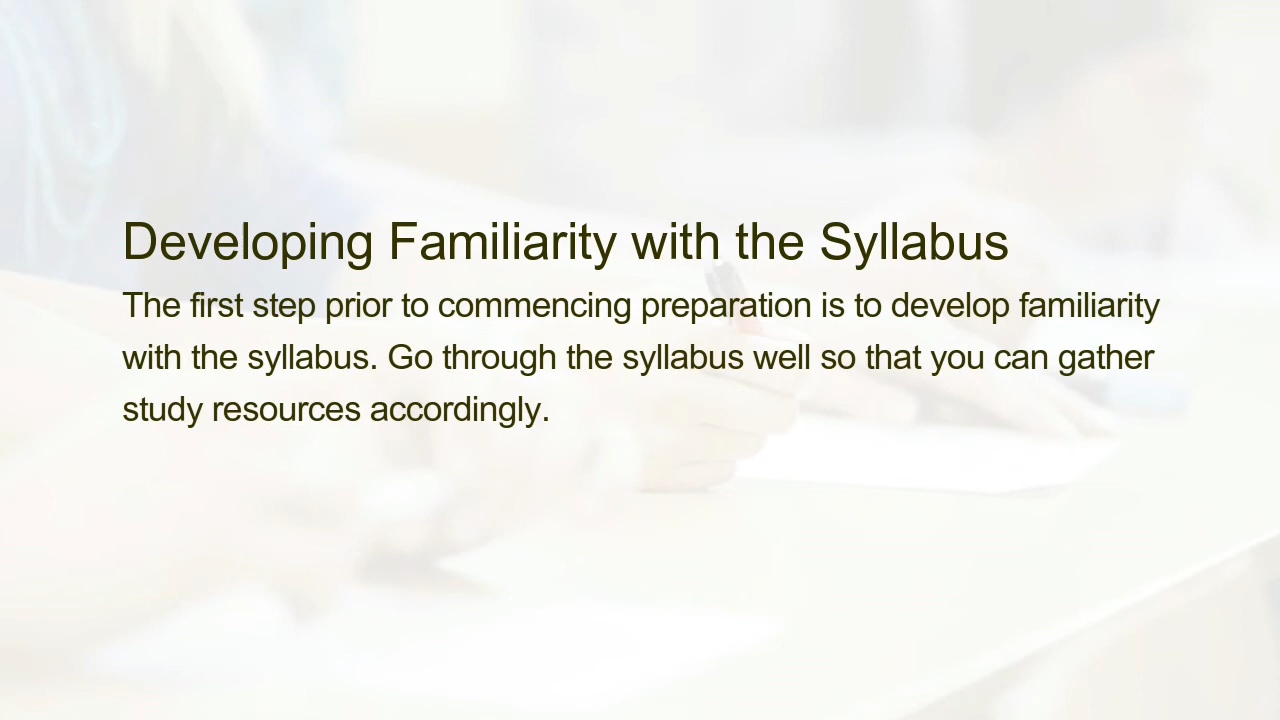 Developing Familiarity with the Syllabus
The first step prior to commencing preparation is to develop familiarity
with the syllabus. Go through the syllabus well so that you can gather
study resources accordingly.